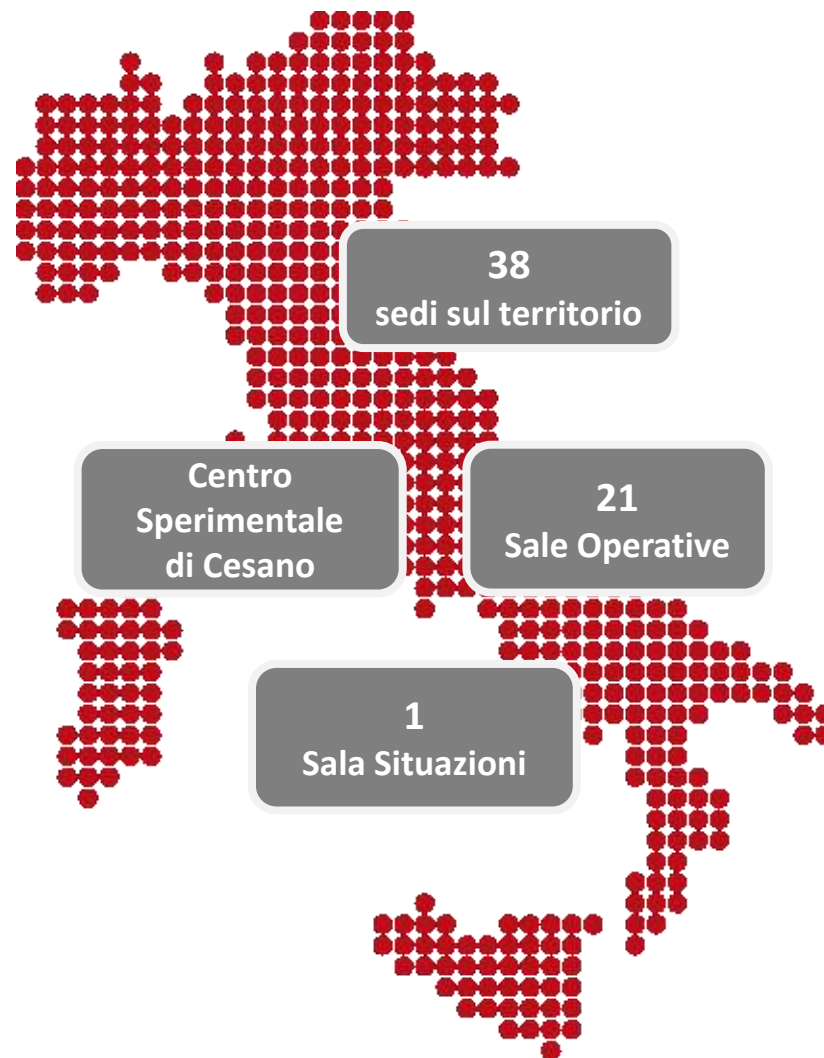 38
sedi sul territorio
Centro
Sperimentale
di Cesano
21
Sale Operative
1
Sala Situazioni